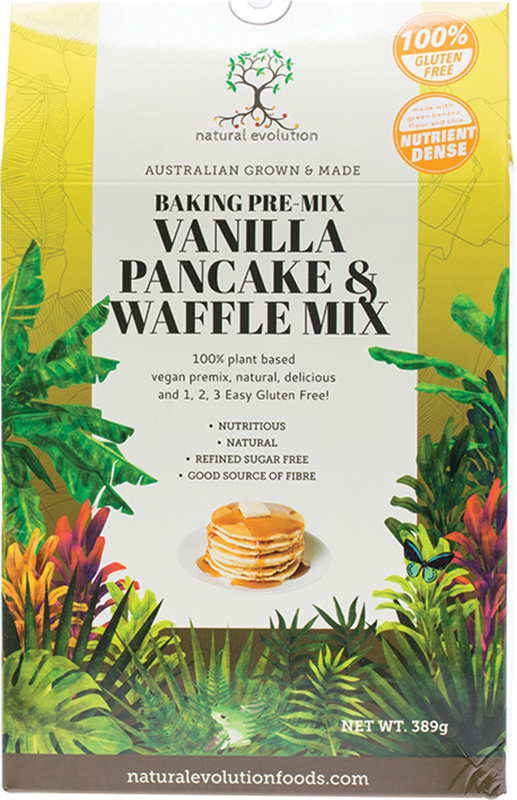 100%
GLUTEN
FREE
made with
green banana
flour and chia
NUTRIENT
DENSE
natural evolution
AUSTRALIAN GROWN & MADE
BAKING PRE-MIX
VANILLA
PANCAKE &
WAFFLE MIX
100% plant based
vegan premix, natural, delicious
and 1, 2, 3 Easy Gluten Free!
• NUTRITIOUS
• NATURAL
• REFINED SUGAR FREE
• GOOD SOURCE OF FIBRE
NET WT. 389g
naturalevolutionfoods.com